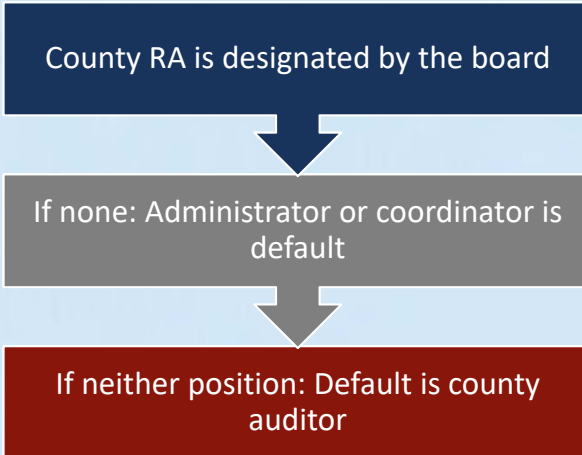 County RA is designated by the board
If none: Administrator or coordinator is
default
If neither position: Default is county
auditor